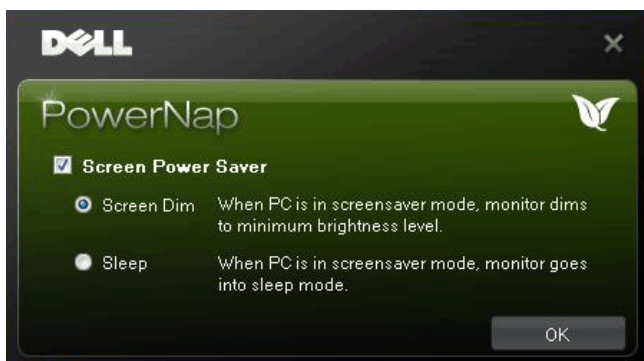 DELL
PowerNap
Screen Power Saver
Screen Dim When PC is in screensaver mode, monitor dims
to minimum brightness level.
Sleep When PC is in screensaver mode, monitor goes
into sleep mode.
OK